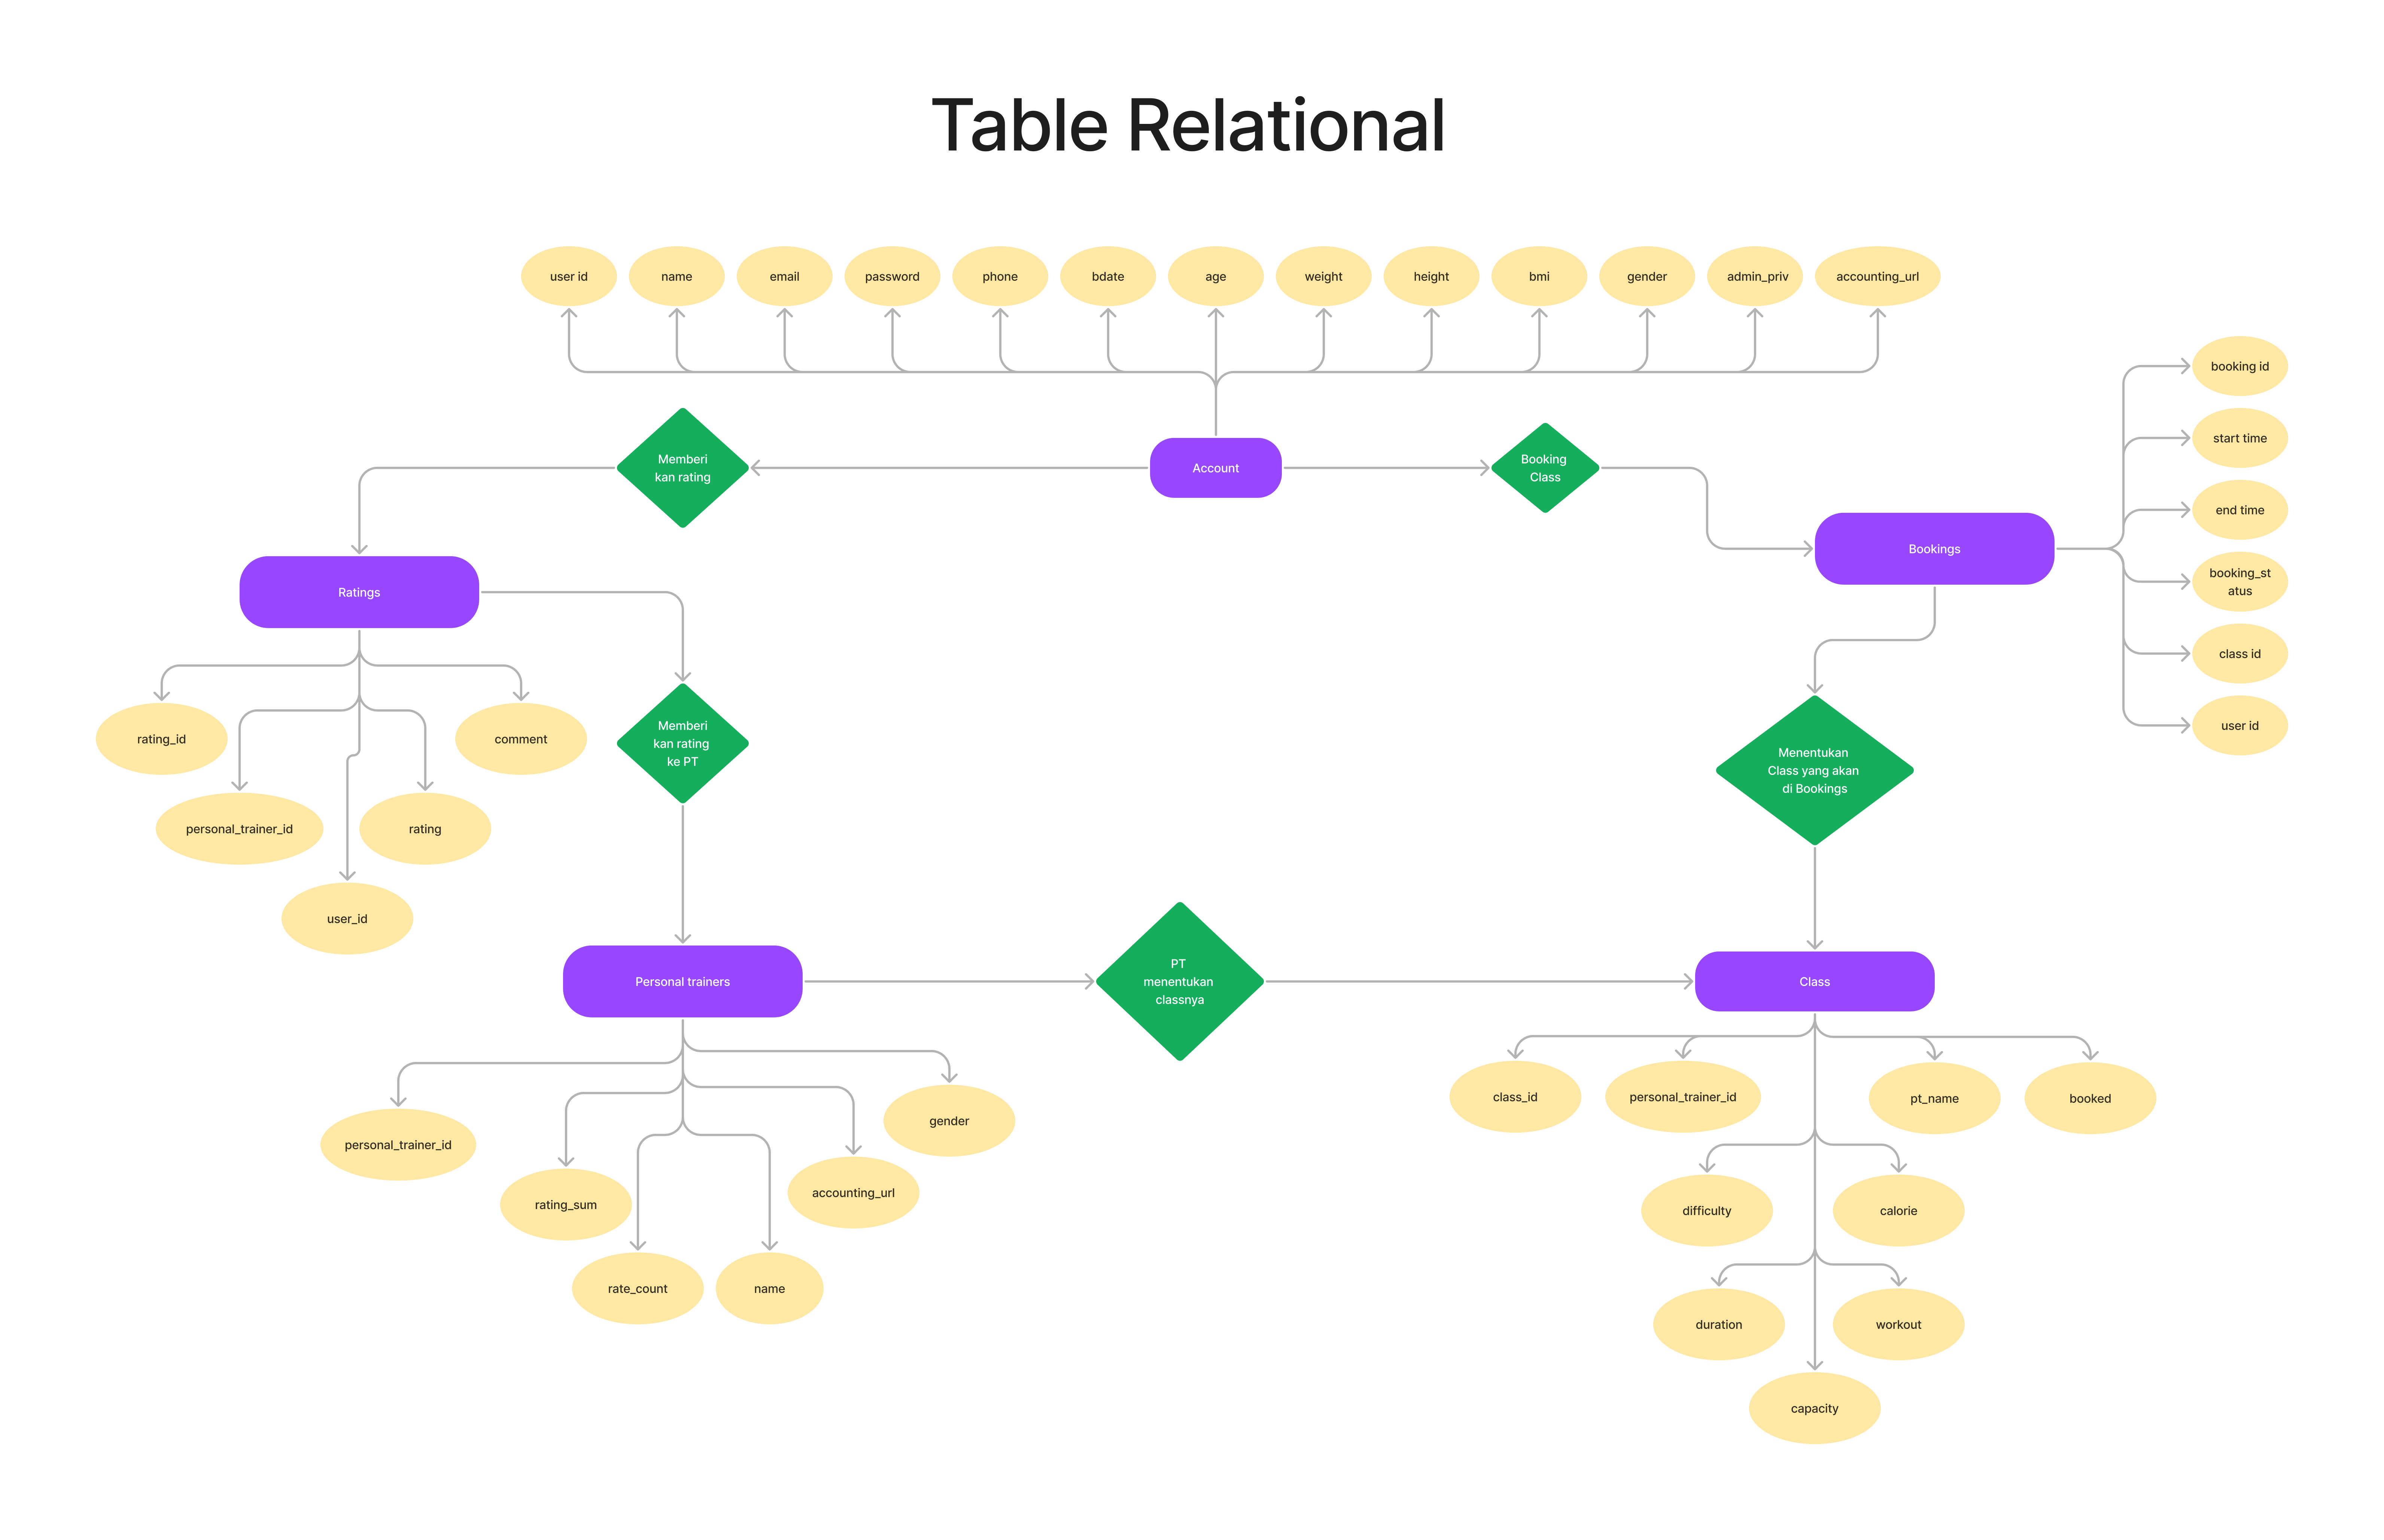 Table Relational
user id
name
email
password
phone
bdate
age
weight
height
bmi
gender
admin_priv
accounting_url
Memberi
kan rating
Account
Booking
Class
Bookings
booking id
start time
end time
booking_st
atus
class id
user id
Ratings
rating_id
personal_trainer_id
user_id
rating
comment
Memberi
kan rating
ke PT
Menentukan
Class yang akan
di Bookings
Personal trainers
PT
menentukan
classnya
Class
personal_trainer_id
rating_sum
rate_count
name
accounting_url
gender
class_id
personal_trainer_id
pt_name
booked
difficulty
calorie
duration
workout
capacity